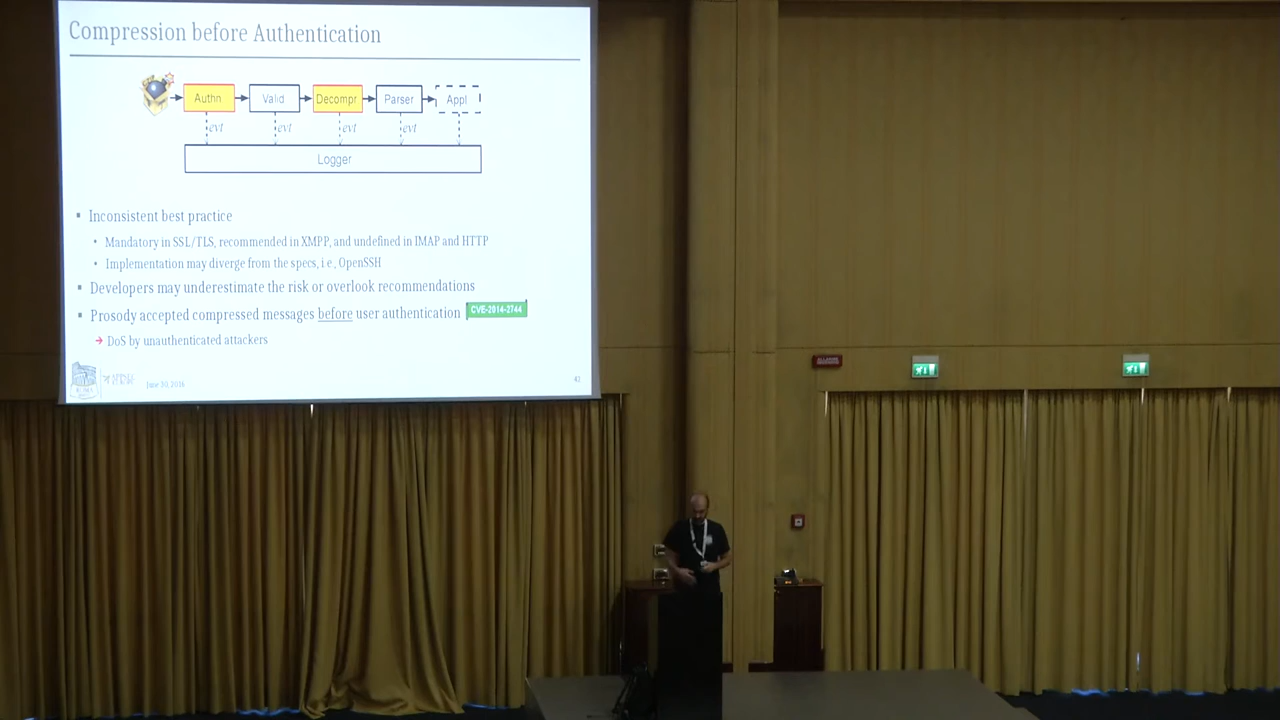 Compression before Authentication
Authn
Valid
Decompr
Parser
Appl
evt
evt
evt
evt
Logger
Inconsistent best practice
Mandatory in SSL/TLS, recommended in XMPP, and undefined in IMAP and HTTP
Implementation may diverge from the specs, i.e., OpenSSH
Developers may underestimate the risk or overlook recommendations
Prosody accepted compressed messages before user authentication CVE-2014-2744
DoS by unauthenticated attackers
June 30, 2016